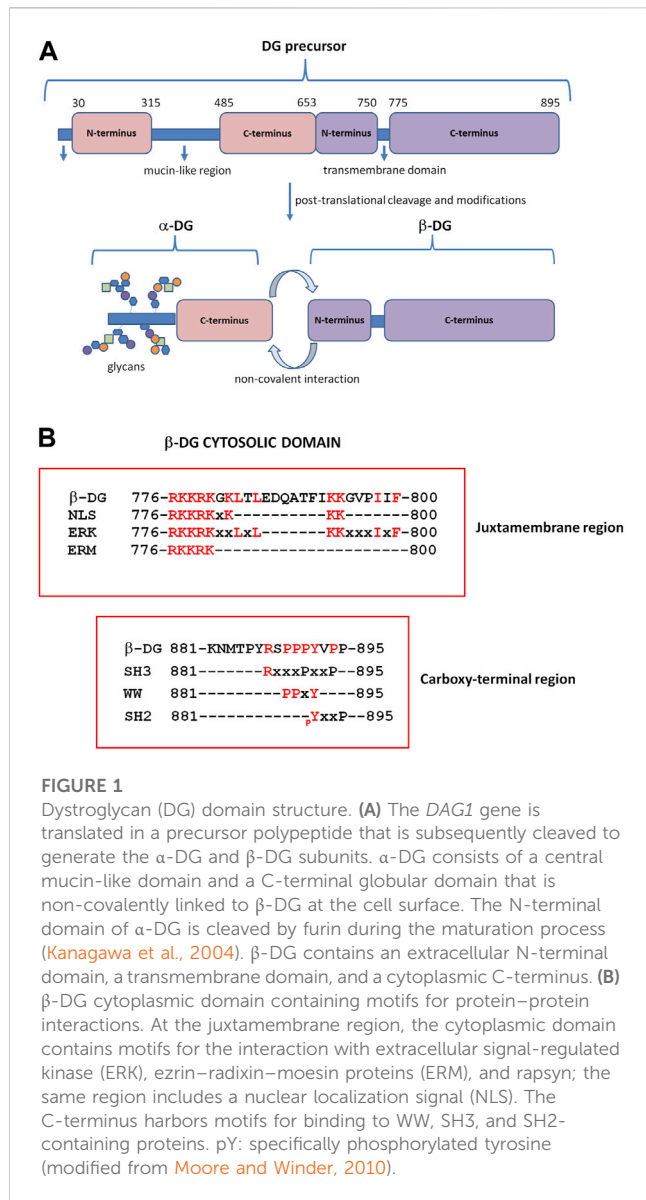 A
DG precursor
30 315 485 653 750 775 895
N-terminus C-terminus N-terminus C-terminus
mucin-like region transmembrane domain
post-translational cleavage and modifications
α-DG β-DG
C-terminus N-terminus C-terminus
glycans
non-covalent interaction
B
β-DG CYTOSOLIC DOMAIN
β-DG 776-RKKRKGKLTLEDQATFIKKGVPIIF-800
NLS 776-RKKRKxK---------KK------800
ERK 776-RKKRKxxLxL-------KKxxxIxF-800
ERM 776-RKKRK--------------------800
Juxtamembrane region
β-DG 881-KNMTPYRSPPPYVPP-895
SH3 881------RxxxPxxP-895
WW 881-------PPxY----895
SH2 881-----------pYxxP-895
Carboxy-terminal region
FIGURE 1
Dystroglycan (DG) domain structure. (A) The DAG1 gene is
translated in a precursor polypeptide that is subsequently cleaved to
generate the α-DG and β-DG subunits. α-DG consists of a central
mucin-like domain and a C-terminal globular domain that is
non-covalently linked to β-DG at the cell surface. The N-terminal
domain of α-DG is cleaved by furin during the maturation process
(Kanagawa et al., 2004). β-DG contains an extracellular N-terminal
domain, a transmembrane domain, and a cytoplasmic C-terminus. (B)
β-DG cytoplasmic domain containing motifs for protein–protein
interactions. At the juxtamembrane region, the cytoplasmic domain
contains motifs for the interaction with extracellular signal-regulated
kinase (ERK), ezrin–radixin–moesin proteins (ERM), and rapsyn; the
same region includes a nuclear localization signal (NLS). The
C-terminus harbors motifs for binding to WW, SH3, and SH2-
containing proteins. pY: specifically phosphorylated tyrosine
(modified from Moore and Winder, 2010).